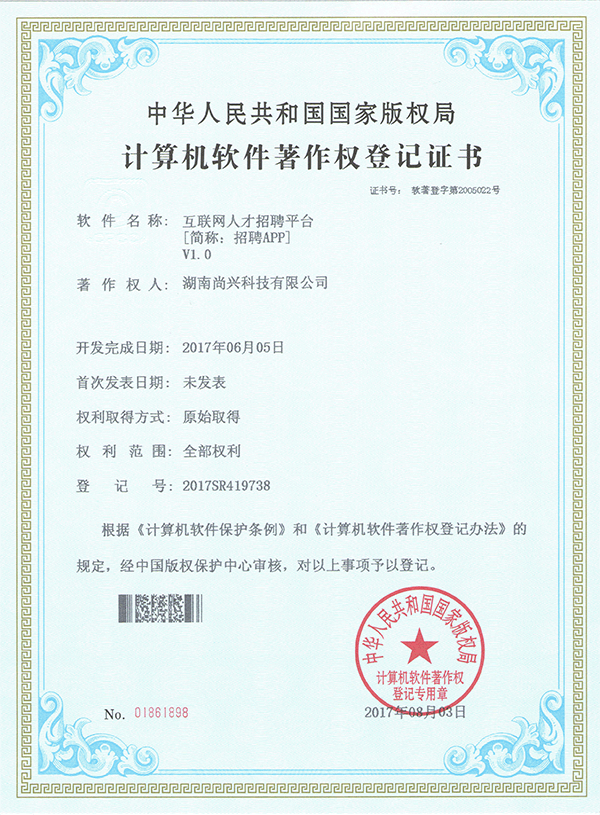 中华人民共和国国家版权局
计算机软件著作权登记证书
证书号： 软著登字第2005022号
软件名称： 互联网人才招聘平台
[简称：招聘APP]
V1.0
著作权人： 湖南尚兴科技有限公司
开发完成日期： 2017年06月05日
首次发表日期： 未发表
权利取得方式： 原始取得
权利范围： 全部权利
登记号： 2017SR419738
根据《计算机软件保护条例》和《计算机软件著作权登记办法》的
规定，经中国版权保护中心审核，对以上事项予以登记。
中华人民共和国国家版权局
计算机软件著作权
登记专用章
No. 01861898
2017年08月03日